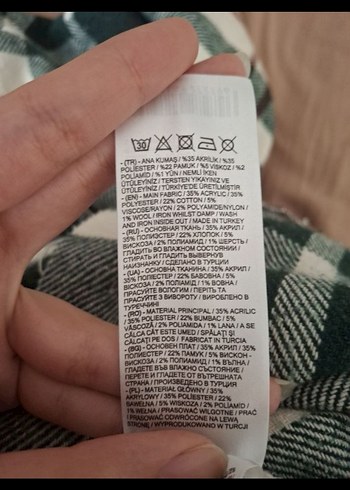 30
- (TR) - ANA KUMAŞ / %35 AKRİLİK / %35
POLİESTER / %22 PAMUK / %5 VİSKOZ / %2
POLİAMİD / %1 YÜN / NEMLİ İKEN
ÜTÜLEYİNİZ / TERSTEN YIKAYINIZ VE
ÜTÜLEYİNİZ / TÜRKİYE'DE ÜRETİLMİŞTİR
- (EN) - MAIN FABRIC / 35% ACRYLIC / 35%
POLYESTER / 22% COTTON / 5%
VISCOSE/RAYON / 2% POLYAMIDE/NYLON /
1% WOOL / IRON WHILST DAMP / WASH
AND IRON INSIDE OUT / MADE IN TURKEY
- (RU) - ОСНОВНАЯ ТКАНЬ / 35% АКРИЛ /
35% ПОЛИЭСТЕР / 22% ХЛОПОК / 5%
ВИСКОЗА / 2% ПОЛИАМИД / 1% ШЕРСТЬ /
ГЛАДИТЬ ВО ВЛАЖНОМ СОСТОЯНИИ /
СТИРАТЬ И ГЛАДИТЬ ВЫВЕРНУВ
НАИЗНАНКУ / СДЕЛАНО В ТУРЦИИ
- (UA) - ОСНОВНА ТКАНИНА / 35% АКРИЛ /
35% ПОЛІЕСТЕР / 22% БАВОВНА / 5%
ВІСКОЗА / 2% ПОЛІАМІД / 1% ВОВНА /
ПРАСУЙТЕ ВОЛОГИМ / ПЕРІТЬ ТА
ПРАСУЙТЕ З ВИВОРОТУ / ВИРОБЛЕНО В
ТУРЕЧЧИНІ
- (RO) - MATERIAL PRINCIPAL / 35% ACRILIC
/ 35% POLIESTER / 22% BUMBAC / 5%
VÂSCOZĂ / 2% POLIAMIDA / 1% LANA / A SE
CĂLCA CÂT ESTE UMED / SPĂLAŢI ŞI
CĂLCAŢI PE DOS / FABRICAT IN TURCIA
- (BG) - ОСНОВЕН ПЛАТ / 35% АКРИЛ / 35%
ПОЛИЕСТЕР / 22% ПАМУК / 5% ВИСКОН -
ВИСКОЗА / 2% ПОЛИАМИД / 1% ВЪЛНА /
ГЛАДЕТЕ ВЪВ ВЛАЖНО СЪСТОЯНИЕ /
ПЕРЕТЕ И ГЛАДЕТЕ ОТ ВЪТРЕШНАТА
СТРАНА / ПРОИЗВЕДЕНО В ТУРЦИЯ
- (PL) - MATERIAŁ GŁÓWNY / 35%
AKRYLOWY / 35% POLIESTER / 22%
BAWEŁNA / 5% WISKOZA / 2% POLIAMID /
1% WEŁNA / PRASOWAĆ WILGOTNE / PRAĆ
I PRASOWAĆ ODWRÓCONE NA LEWĄ
STRONĘ / WYPRODUKOWANO W TURCJI